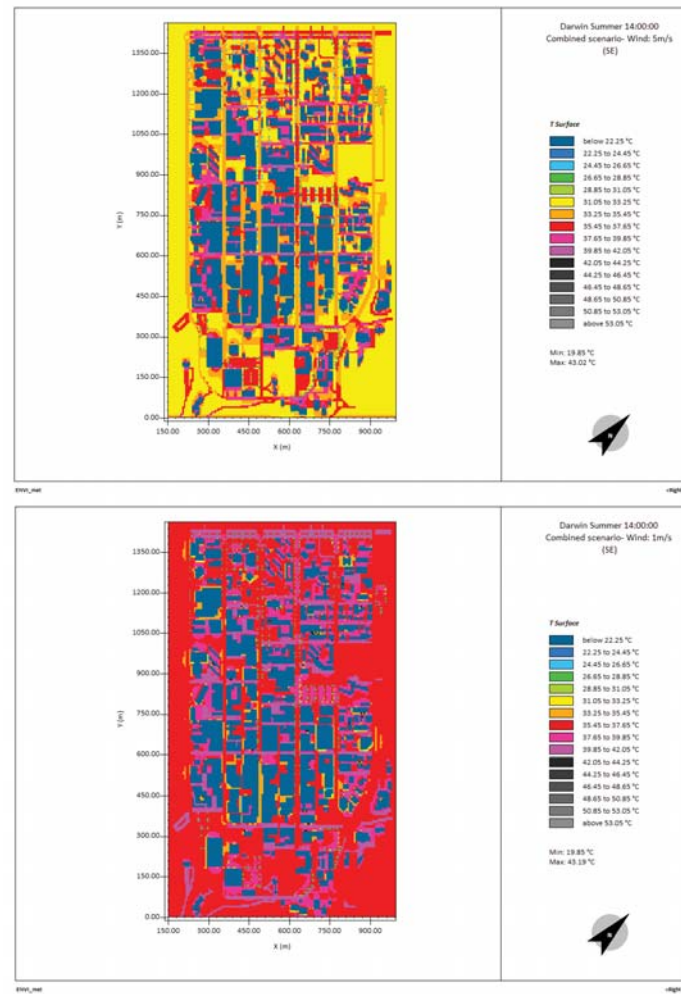 Darwin Summer 14:00:00
Combined scenario- Wind: 5m/s
(SE)
T Surface
below 22.25 °C
22.25 to 24.45 °C
24.45 to 26.65 °C
26.65 to 28.85 °C
28.85 to 31.05 °C
31.05 to 33.25 °C
33.25 to 35.45 °C
35.45 to 37.65 °C
37.65 to 39.85 °C
39.85 to 42.05 °C
42.05 to 44.25 °C
44.25 to 46.45 °C
46.45 to 48.65 °C
48.65 to 50.85 °C
50.85 to 53.05 °C
above 53.05 °C
Min: 19.85 °C
Max: 43.02 °C
N
Y (m)
1350.00
1200.00
1050.00
900.00
750.00
600.00
450.00
300.00
150.00
0.00
150.00 300.00 450.00 600.00 750.00 900.00
X (m)
ENVI_met
<Right
Darwin Summer 14:00:00
Combined scenario- Wind: 1m/s
(SE)
T Surface
below 22.25 °C
22.25 to 24.45 °C
24.45 to 26.65 °C
26.65 to 28.85 °C
28.85 to 31.05 °C
31.05 to 33.25 °C
33.25 to 35.45 °C
35.45 to 37.65 °C
37.65 to 39.85 °C
39.85 to 42.05 °C
42.05 to 44.25 °C
44.25 to 46.45 °C
46.45 to 48.65 °C
48.65 to 50.85 °C
50.85 to 53.05 °C
above 53.05 °C
Min: 19.85 °C
Max: 43.19 °C
N
Y (m)
1350.00
1200.00
1050.00
900.00
750.00
600.00
450.00
300.00
150.00
0.00
150.00 300.00 450.00 600.00 750.00 900.00
X (m)
ENVI_met
<Right